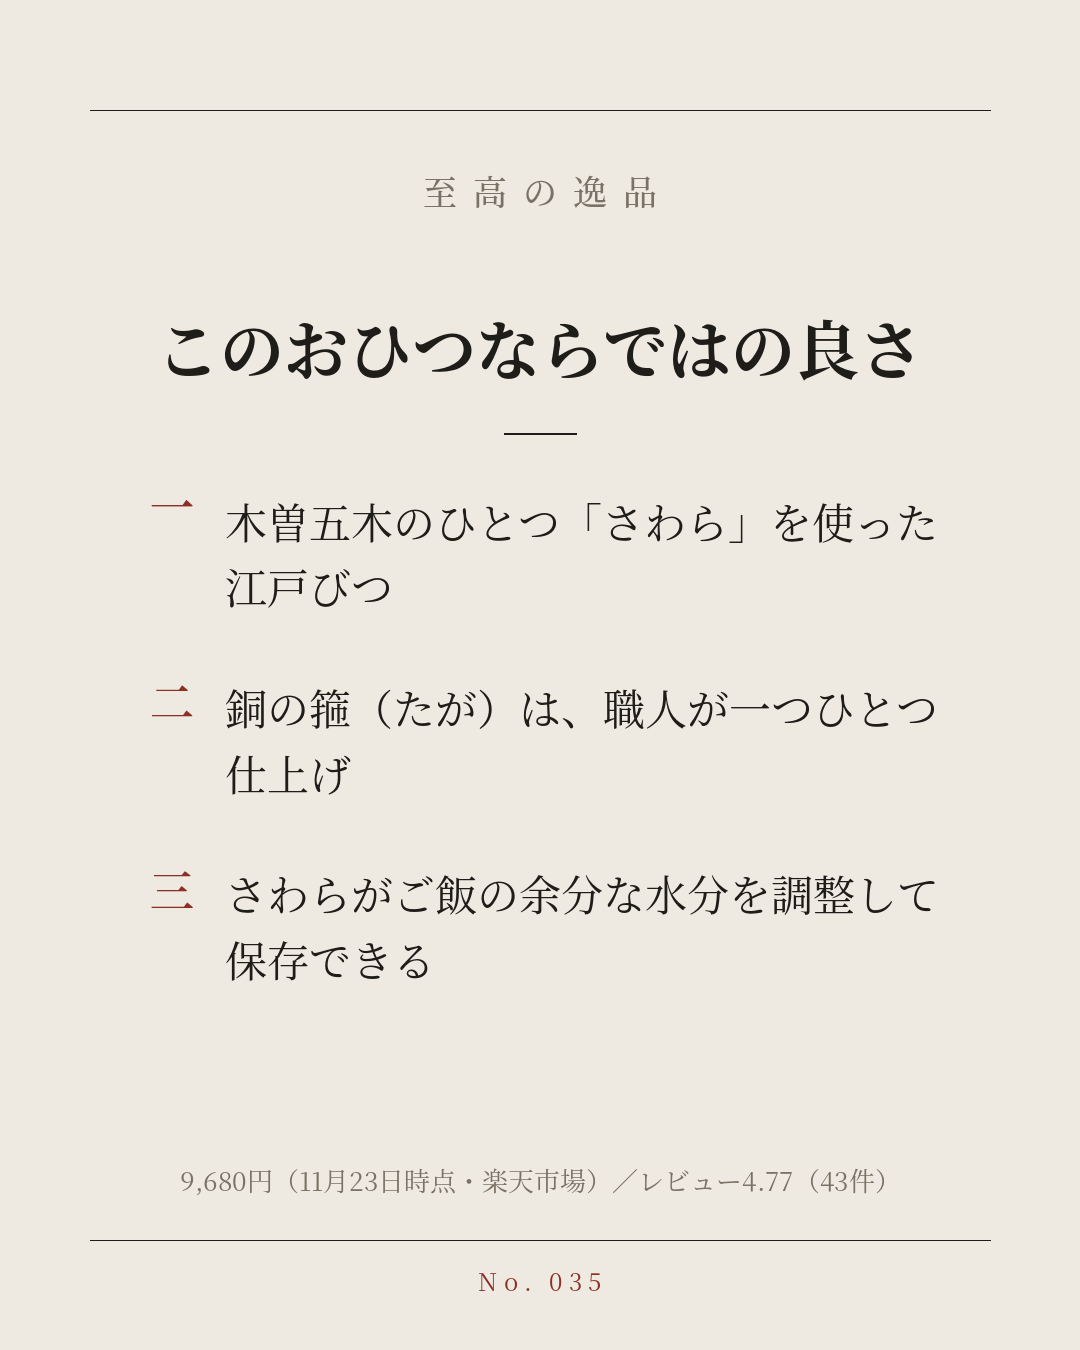 至高の逸品
このおひつならではの良さ
一 木曽五木のひとつ「さわら」を使った
江戸びつ
二 銅の箍（たが）は、職人が一つひとつ
仕上げ
三 さわらがご飯の余分な水分を調整して
保存できる
9,680円（11月23日時点・楽天市場）／レビュー4.77（43件）
No. 035